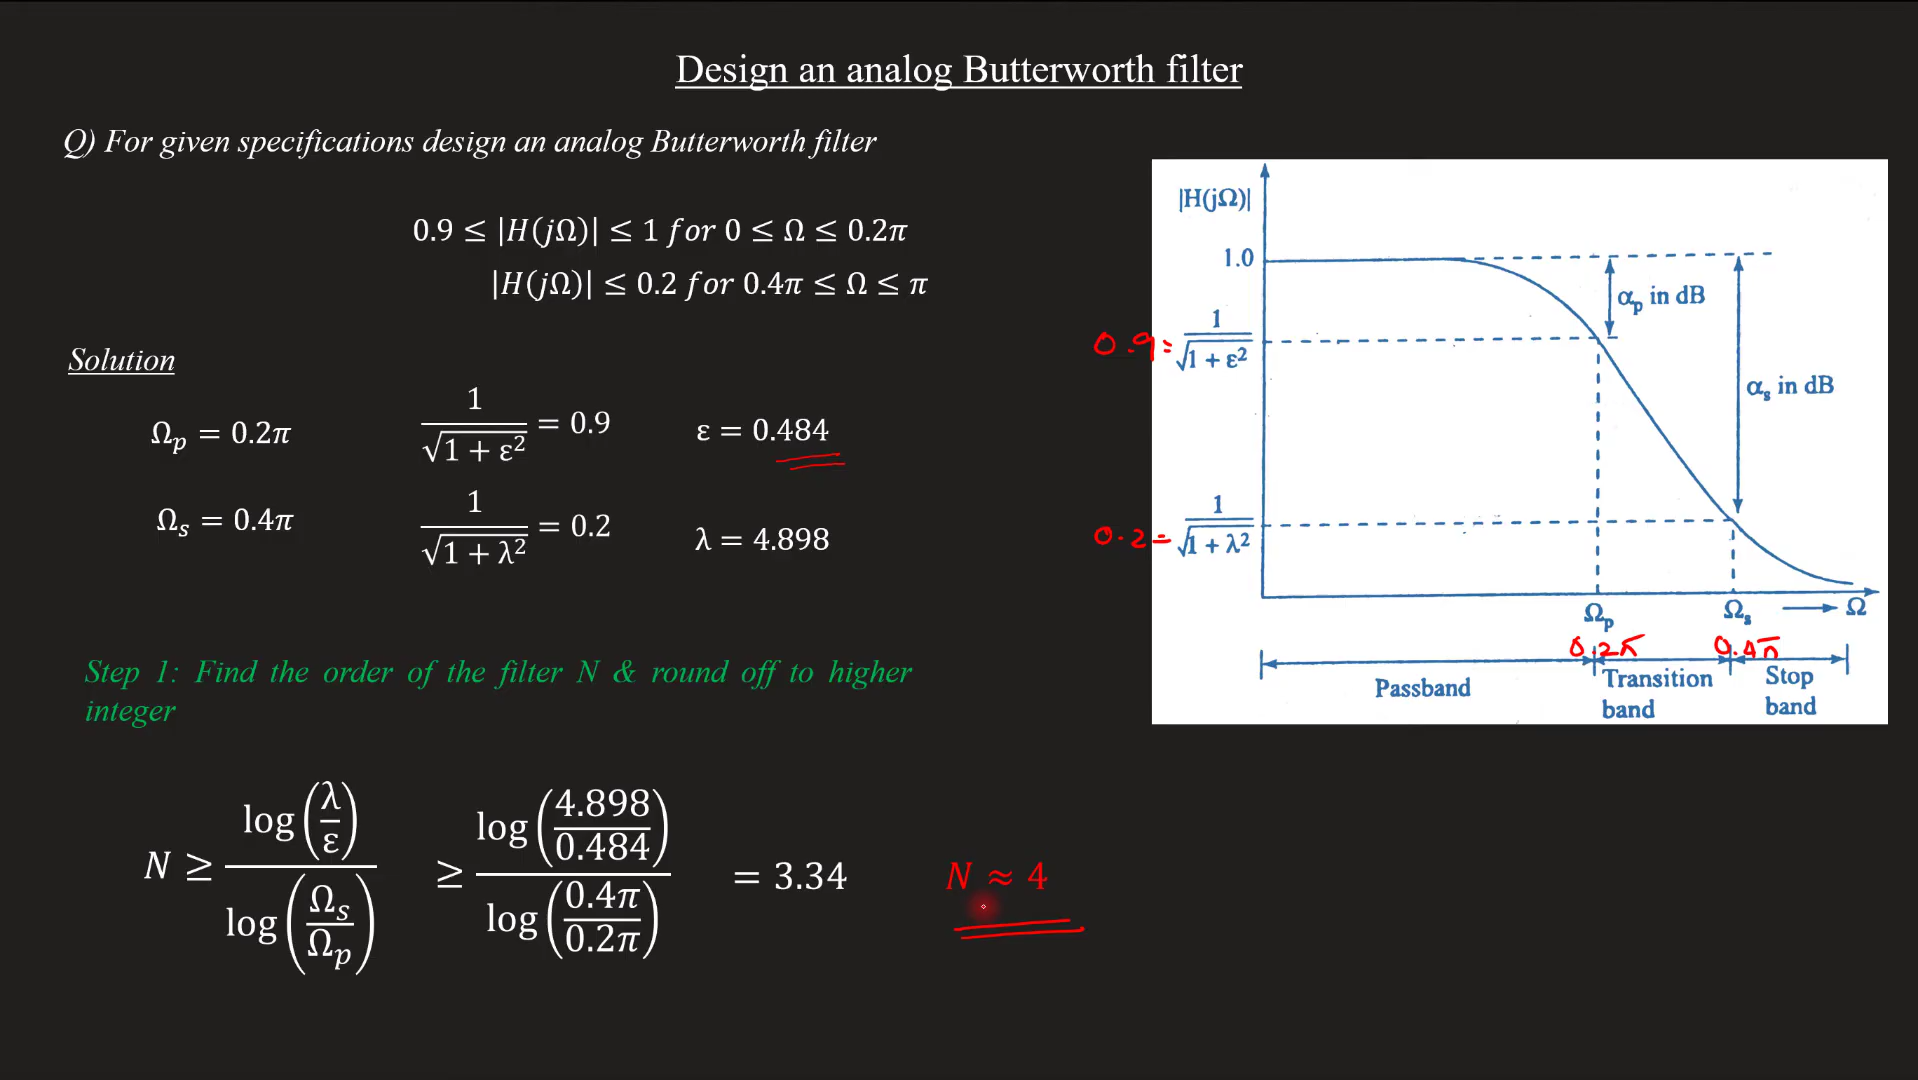 Design an analog Butterworth filter
Q) For given specifications design an analog Butterworth filter
0.9 ≤ |H(jΩ)| ≤ 1 for 0 ≤ Ω ≤ 0.2π
|H(jΩ)| ≤ 0.2 for 0.4π ≤ Ω ≤ π
Solution
Ωₚ = 0.2π   1/√(1 + ε²) = 0.9   ε = 0.484
Ωₛ = 0.4π   1/√(1 + λ²) = 0.2   λ = 4.898
Step 1: Find the order of the filter N & round off to higher
integer
N ≥ log(λ/ε) / log(Ωₛ/Ωₚ) ≥ log(4.898/0.484) / log(0.4π/0.2π) = 3.34   N ≈ 4
|H(jΩ)|
1.0
αₚ in dB
0.9 = 1/√(1 + ε²)
αₛ in dB
0.2 = 1/√(1 + λ²)
Ωₚ   Ωₛ   Ω
0.2π   0.4π
Passband
Transition
band
Stop
band